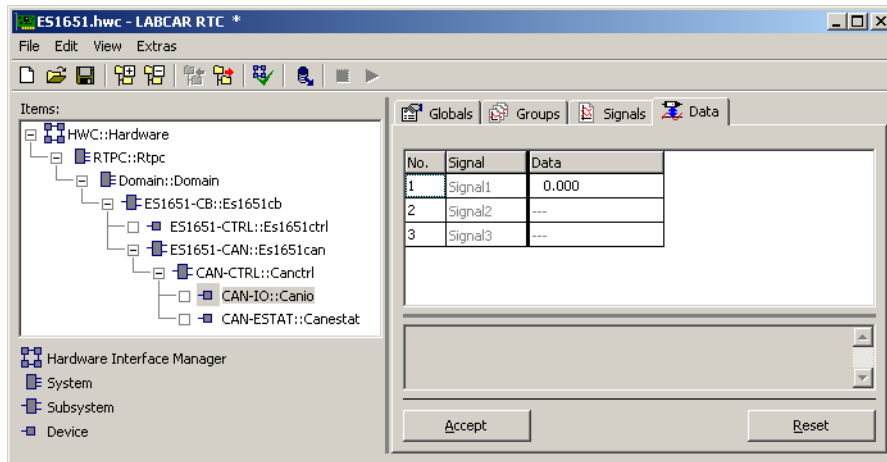 ES1651.hwc - LABCAR RTC *
File Edit View Extras
Items:
HWC::Hardware
RTPC::Rtpc
Domain::Domain
ES1651-CB::Es1651cb
ES1651-CTRL::Es1651ctrl
ES1651-CAN::Es1651can
CAN-CTRL::Canctrl
CAN-IO::Canio
CAN-ESTAT::Canestat
Hardware Interface Manager
System
Subsystem
Device
Globals Groups Signals Data
No. Signal Data
1 Signal1 0.000
2 Signal2 ---
3 Signal3 ---
Accept Reset